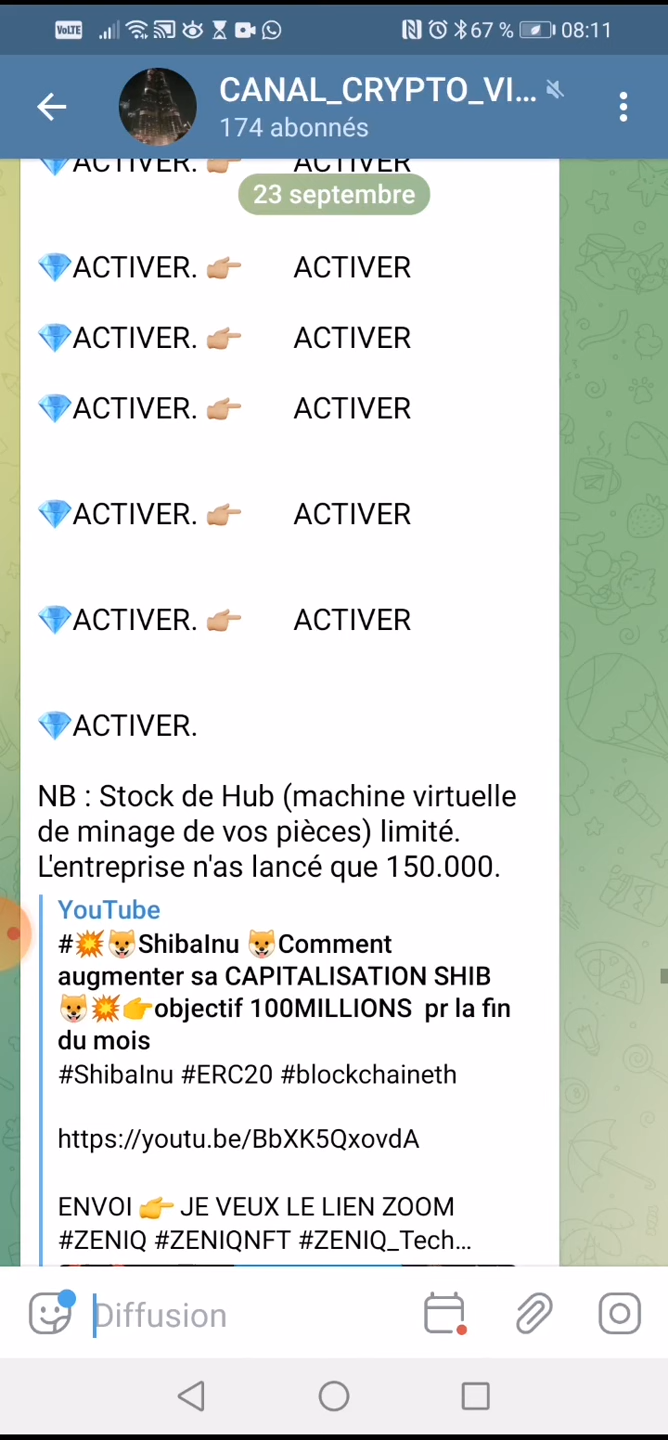 VoLTE 67 % 08:11
CANAL_CRYPTO_VI...
174 abonnés
💎ACTIVER. 👉🏼 ACTIVER
23 septembre
💎ACTIVER. 👉🏼 ACTIVER
💎ACTIVER. 👉🏼 ACTIVER
💎ACTIVER. 👉🏼 ACTIVER
💎ACTIVER. 👉🏼 ACTIVER
💎ACTIVER. 👉🏼 ACTIVER
💎ACTIVER.
NB : Stock de Hub (machine virtuelle
de minage de vos pièces) limité.
L'entreprise n'as lancé que 150.000.
YouTube
#💥🐶ShibaInu 🐶Comment
augmenter sa CAPITALISATION SHIB
🐶💥👉objectif 100MILLIONS pr la fin
du mois
#ShibaInu #ERC20 #blockchaineth
https://youtu.be/BbXK5QxovdA
ENVOI 👉 JE VEUX LE LIEN ZOOM
#ZENIQ #ZENIQNFT #ZENIQ_Tech...
Diffusion